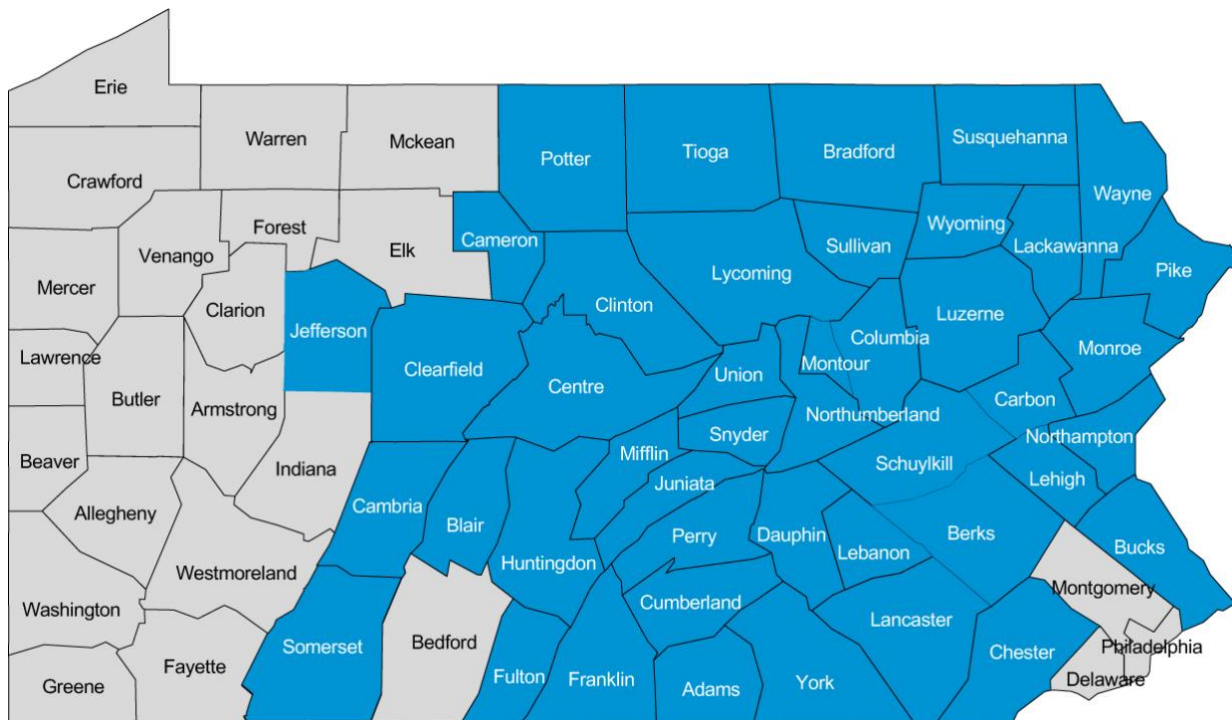 Erie
Warren
Mckean
Crawford
Potter
Tioga
Bradford
Susquehanna
Wayne
Forest
Venango
Elk
Cameron
Wyoming
Sullivan
Lackawanna
Mercer
Clarion
Lycoming
Pike
Clinton
Jefferson
Luzerne
Columbia
Monroe
Lawrence
Clearfield
Montour
Butler
Armstrong
Centre
Union
Carbon
Northumberland
Snyder
Northampton
Beaver
Indiana
Mifflin
Schuylkill
Lehigh
Juniata
Allegheny
Cambria
Blair
Perry
Dauphin
Berks
Lebanon
Bucks
Huntingdon
Westmoreland
Montgomery
Washington
Cumberland
Lancaster
Bedford
Somerset
Chester
Philadelphia
Fayette
Fulton
Franklin
Greene
Adams
York
Delaware